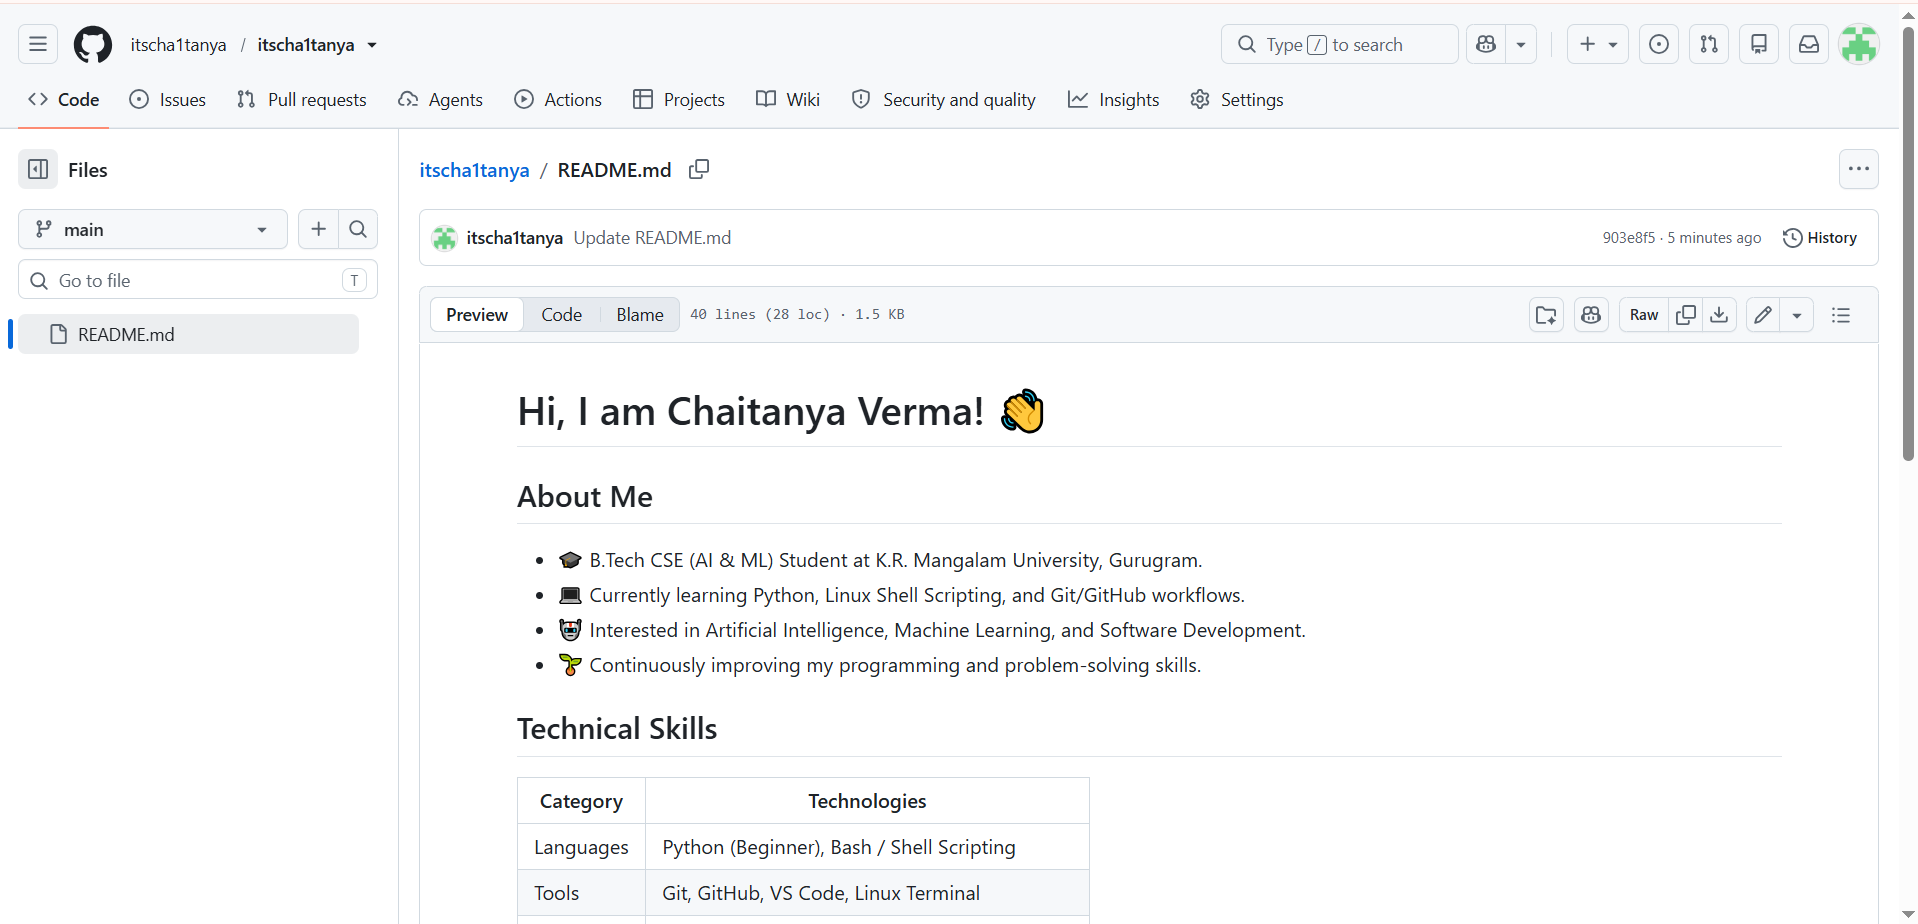 itscha1tanya / itscha1tanya
Type / to search
Code Issues Pull requests Agents Actions Projects Wiki Security and quality Insights Settings
Files
main
Go to file T
README.md
itscha1tanya / README.md
itscha1tanya Update README.md 903e8f5 · 5 minutes ago History
Preview Code Blame 40 lines (28 loc) · 1.5 KB Raw
Hi, I am Chaitanya Verma! 👋
About Me
• 🎓 B.Tech CSE (AI & ML) Student at K.R. Mangalam University, Gurugram.
• 💻 Currently learning Python, Linux Shell Scripting, and Git/GitHub workflows.
• 🤖 Interested in Artificial Intelligence, Machine Learning, and Software Development.
• 🌱 Continuously improving my programming and problem-solving skills.
Technical Skills
Category Technologies
Languages Python (Beginner), Bash / Shell Scripting
Tools Git, GitHub, VS Code, Linux Terminal